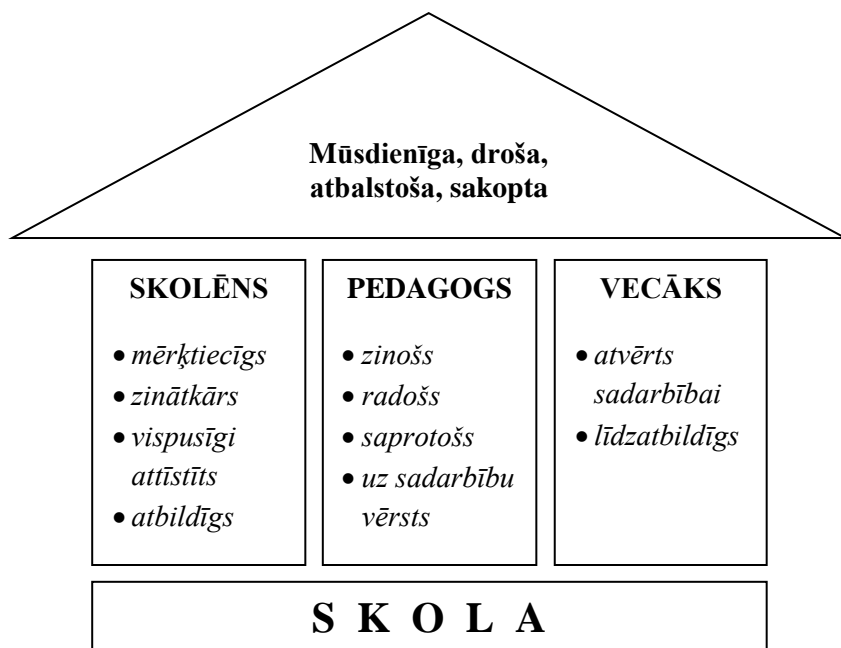 Mūsdienīga, droša,
atbalstoša, sakopta
SKOLĒNS
• mērķtiecīgs
• zinātkārs
• vispusīgi
attīstīts
• atbildīgs
PEDAGOGS
• zinošs
• radošs
• saprotošs
• uz sadarbību
vērsts
VECĀKS
• atvērts
sadarbībai
• līdzatbildīgs
S K O L A